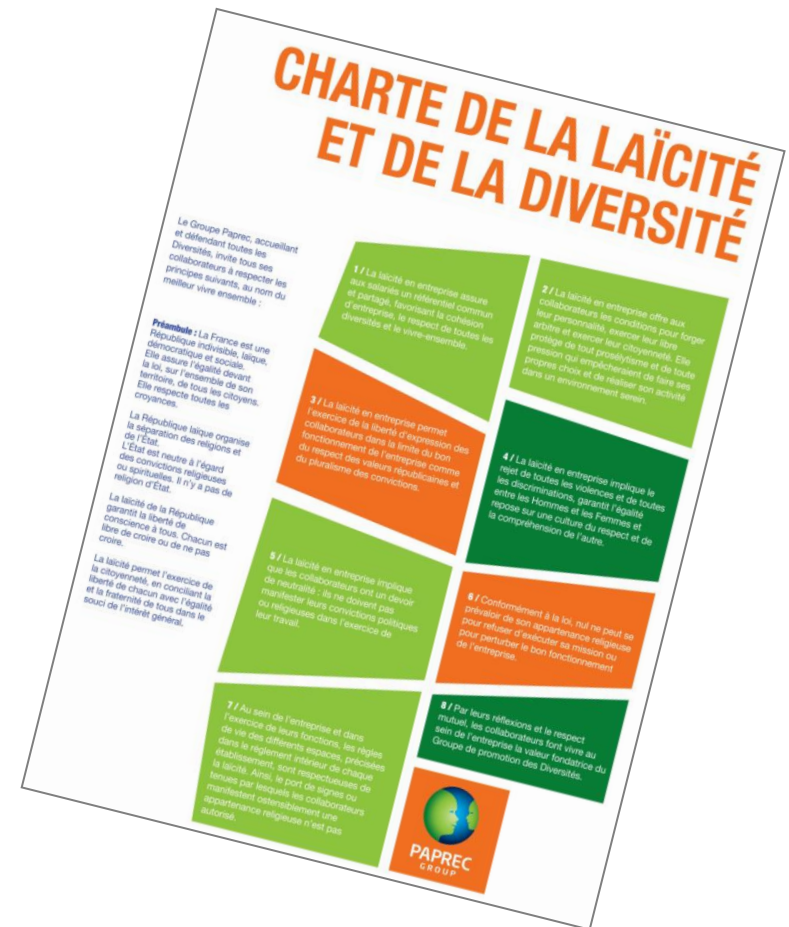 CHARTE DE LA LAÏCITÉ
ET DE LA DIVERSITÉ
Le Groupe Paprec, accueillant
et défendant toutes les
Diversités, invite tous ses
collaborateurs à respecter les
principes suivants, au nom du
meilleur vivre ensemble :
Préambule : La France est une
République indivisible, laïque,
démocratique et sociale.
Elle assure l'égalité devant
la loi, sur l'ensemble de son
territoire, de tous les citoyens.
Elle respecte toutes les
croyances.
La République laïque organise
la séparation des religions et
de l'État.
L'État est neutre à l'égard
des convictions religieuses
ou spirituelles. Il n'y a pas de
religion d'État.
La laïcité de la République
garantit la liberté de
conscience à tous. Chacun est
libre de croire ou de ne pas
croire.
La laïcité permet l'exercice de
la citoyenneté, en conciliant la
liberté de chacun avec l'égalité
et la fraternité de tous dans le
souci de l'intérêt général.
1 / La laïcité en entreprise assure
aux salariés un référentiel commun
et partagé, favorisant la cohésion
d'entreprise, le respect de toutes les
diversités et le vivre-ensemble.
2 / La laïcité en entreprise offre aux
collaborateurs les conditions pour forger
leur personnalité, exercer leur libre
arbitre et exercer leur citoyenneté. Elle
protège de tout prosélytisme et de toute
pression qui empêcheraient de faire ses
propres choix et de réaliser son activité
dans un environnement serein.
3 / La laïcité en entreprise permet
l'exercice de la liberté d'expression des
collaborateurs dans la limite du bon
fonctionnement de l'entreprise comme
du respect des valeurs républicaines et
du pluralisme des convictions.
4 / La laïcité en entreprise implique le
rejet de toutes les violences et de toutes
les discriminations, garantit l'égalité
entre les Hommes et les Femmes et
repose sur une culture du respect et de
la compréhension de l'autre.
5 / La laïcité en entreprise implique
que les collaborateurs ont un devoir
de neutralité : ils ne doivent pas
manifester leurs convictions politiques
ou religieuses dans l'exercice de
leur travail.
6 / Conformément à la loi, nul ne peut se
prévaloir de son appartenance religieuse
pour refuser d'exécuter sa mission ou
pour perturber le bon fonctionnement
de l'entreprise.
7 / Au sein de l'entreprise et dans
l'exercice de leurs fonctions, les règles
de vie des différents espaces, précisées
dans le règlement intérieur de chaque
établissement, sont respectueuses de
la laïcité. Ainsi, le port de signes ou
tenues par lesquels les collaborateurs
manifestent ostensiblement une
appartenance religieuse n'est pas
autorisé.
8 / Par leurs réflexions et le respect
mutuel, les collaborateurs font vivre au
sein de l'entreprise la valeur fondatrice du
Groupe de promotion des Diversités.
PAPREC
GROUP